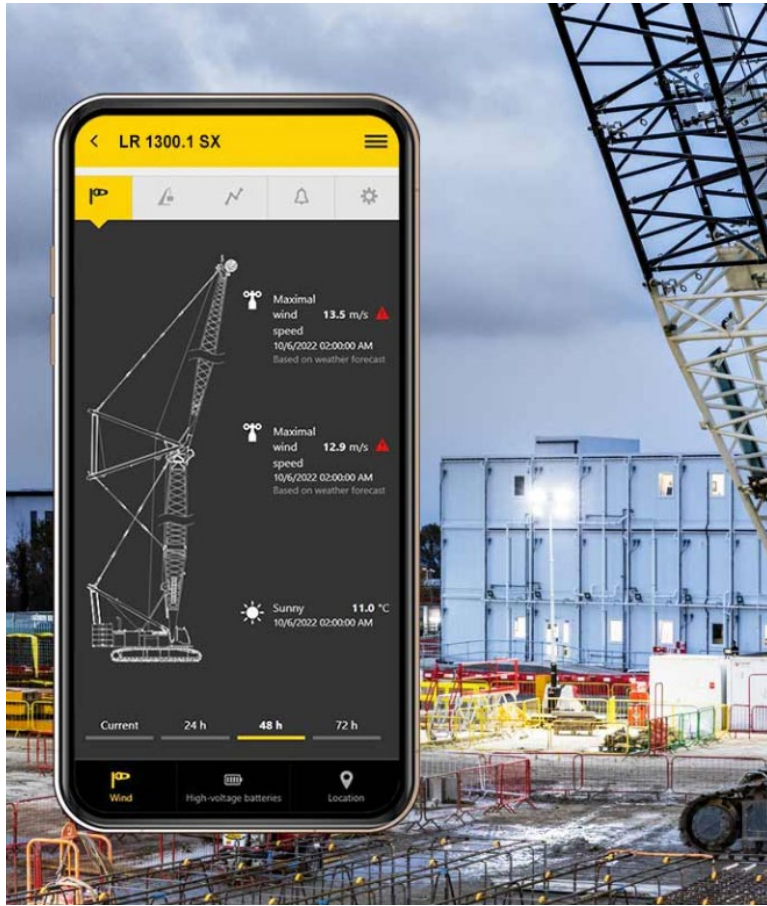 LR 1300.1 SX
Maximal
wind 13.5 m/s
speed
10/6/2022 02:00:00 AM
Based on weather forecast
Maximal
wind 12.9 m/s
speed
10/6/2022 02:00:00 AM
Based on weather forecast
Sunny 11.0 °C
10/6/2022 02:00:00 AM
Current 24 h 48 h 72 h
Wind High-voltage batteries Location